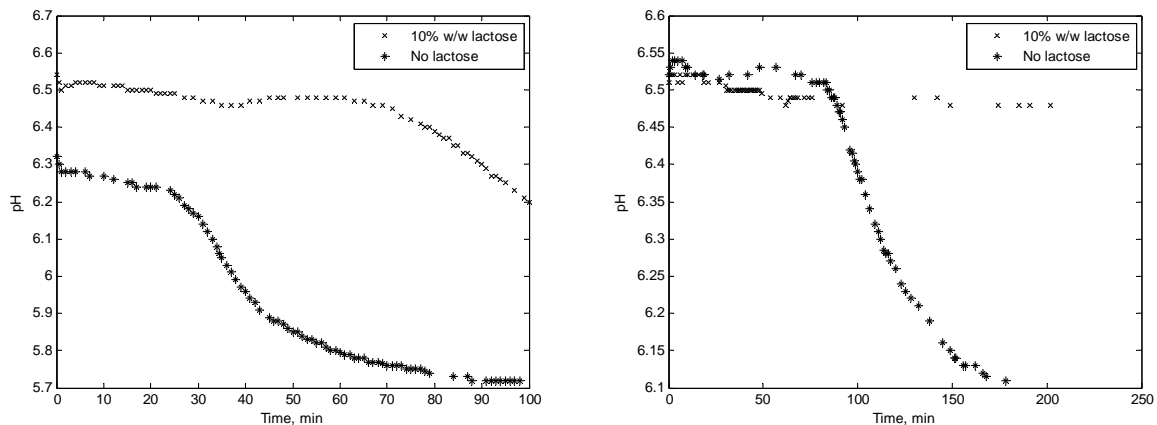 6.7
6.6
6.5
6.4
6.3
6.2
6.1
6
5.9
5.8
5.7
pH
0 10 20 30 40 50 60 70 80 90 100
Time, min
10% w/w lactose
No lactose
6.6
6.55
6.5
6.45
6.4
6.35
6.3
6.25
6.2
6.15
6.1
pH
0 50 100 150 200 250
Time, min
10% w/w lactose
No lactose